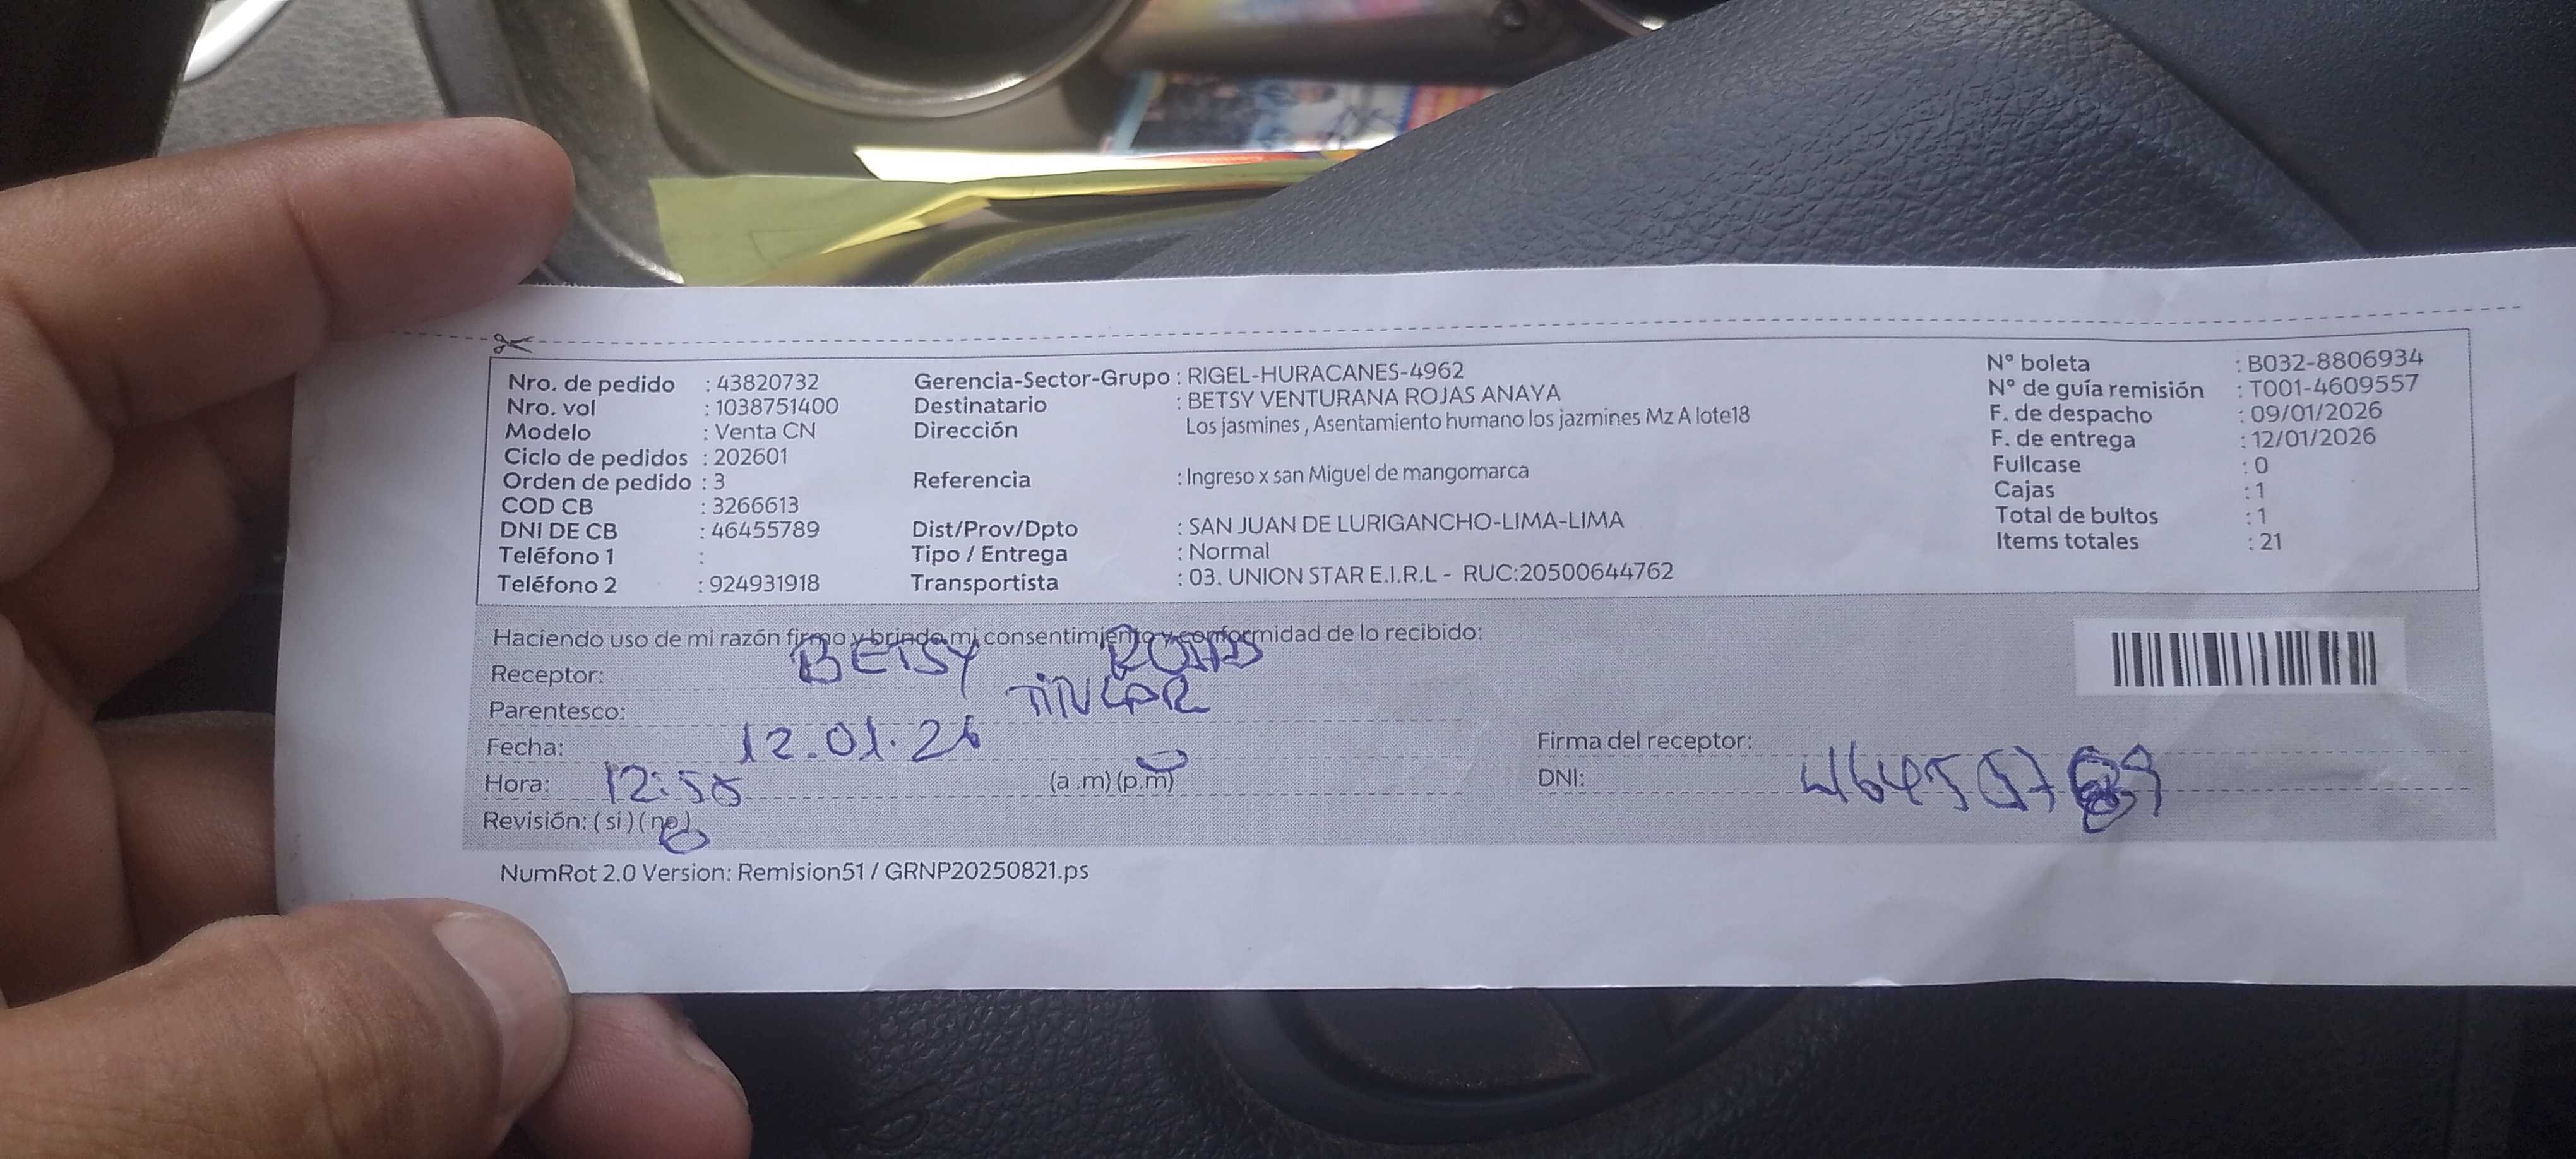 Nro. de pedido : 43820732 Gerencia-Sector-Grupo : RIGEL-HURACANES-4962 N° boleta : B032-8806934
Nro. vol : 1038751400 Destinatario : BETSY VENTURANA ROJAS ANAYA N° de guía remisión : T001-4609557
Modelo : Venta CN Dirección Los jasmines , Asentamiento humano los jazmines Mz A lote18 F. de despacho : 09/01/2026
Ciclo de pedidos : 202601 F. de entrega : 12/01/2026
Orden de pedido : 3 Referencia : Ingreso x san Miguel de mangomarca Fullcase : 0
COD CB : 3266613 Cajas : 1
DNI DE CB : 46455789 Dist/Prov/Dpto : SAN JUAN DE LURIGANCHO-LIMA-LIMA Total de bultos : 1
Teléfono 1 : Tipo / Entrega : Normal Items totales : 21
Teléfono 2 : 924931918 Transportista : 03. UNION STAR E.I.R.L - RUC:20500644762
Haciendo uso de mi razón firmo y brindo mi consentimiento y conformidad de lo recibido:
Receptor: BETSY ROJAS
Parentesco: TITULAR
Fecha: 12.01.26 Firma del receptor:
Hora: 12:50 (a.m) (p.m) DNI: 46455789
Revisión: ( si ) ( no )
NumRot 2.0 Version: Remision51 / GRNP20250821.ps